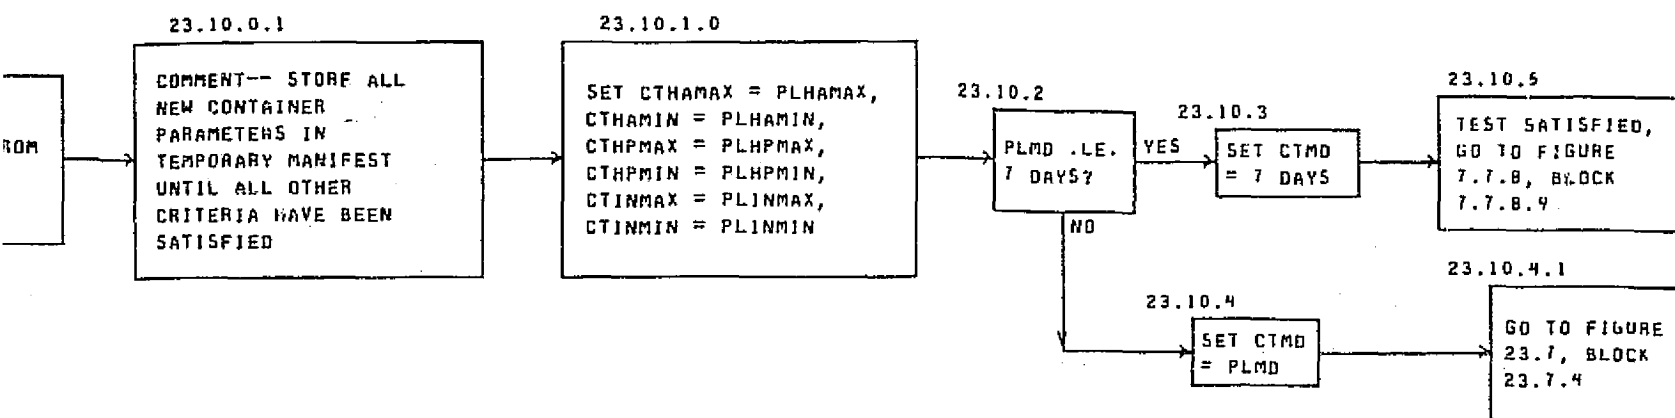 ROM
23.10.0.1
COMMENT-- STORE ALL
NEW CONTAINER
PARAMETERS IN
TEMPORARY MANIFEST
UNTIL ALL OTHER
CRITERIA HAVE BEEN
SATISFIED
23.10.1.0
SET CTHAMAX = PLHAMAX,
CTHAMIN = PLHAMIN,
CTHPMAX = PLHPMAX,
CTHPMIN = PLHPMIN,
CTINMAX = PLINMAX,
CTINMIN = PLINMIN
23.10.2
PLMD .LE.
7 DAYS?
YES
NO
23.10.3
SET CTMD
= 7 DAYS
23.10.5
TEST SATISFIED,
GO TO FIGURE
7.7.8, BLOCK
7.7.8.4
23.10.4
SET CTMD
= PLMD
23.10.4.1
GO TO FIGURE
23.7, BLOCK
23.7.4